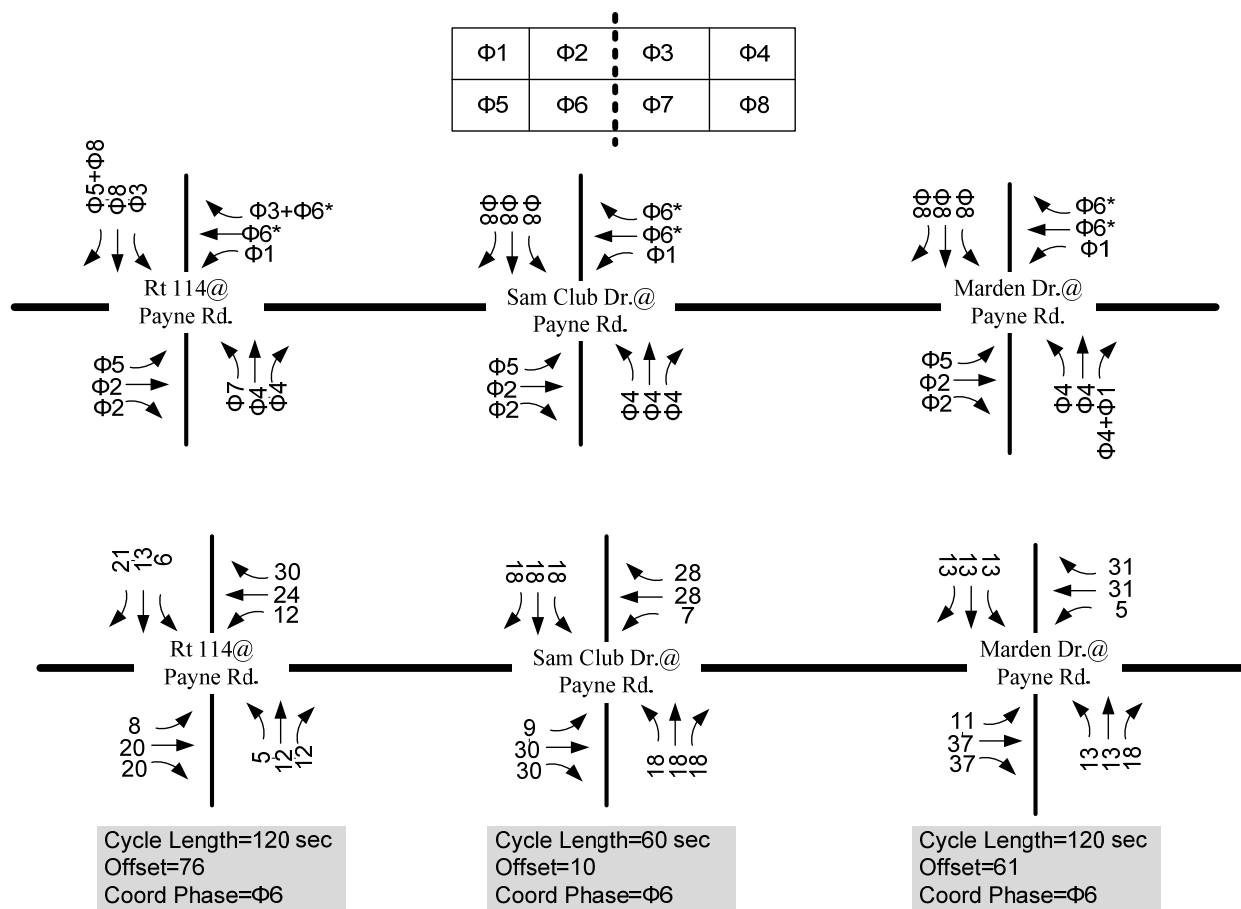 Φ1 Φ2 Φ3 Φ4
Φ5 Φ6 Φ7 Φ8
Φ5+Φ8
Φ8
Φ3
Φ3+Φ6*
Φ6*
Φ1
Rt 114@
Payne Rd.
Φ5
Φ2
Φ2
Φ7
Φ4
Φ4
Φ8
Φ8
Φ8
Φ6*
Φ6*
Φ1
Sam Club Dr.@
Payne Rd.
Φ5
Φ2
Φ2
Φ4
Φ4
Φ4
Φ8
Φ8
Φ8
Φ6*
Φ6*
Φ1
Marden Dr.@
Payne Rd.
Φ5
Φ2
Φ2
Φ4
Φ4
Φ4+Φ1
21
13
6
30
24
12
Rt 114@
Payne Rd.
8
20
20
5
12
12
18
18
18
28
28
7
Sam Club Dr.@
Payne Rd.
9
30
30
18
18
18
13
13
13
31
31
5
Marden Dr.@
Payne Rd.
11
37
37
13
13
18
Cycle Length=120 sec
Offset=76
Coord Phase=Φ6
Cycle Length=60 sec
Offset=10
Coord Phase=Φ6
Cycle Length=120 sec
Offset=61
Coord Phase=Φ6